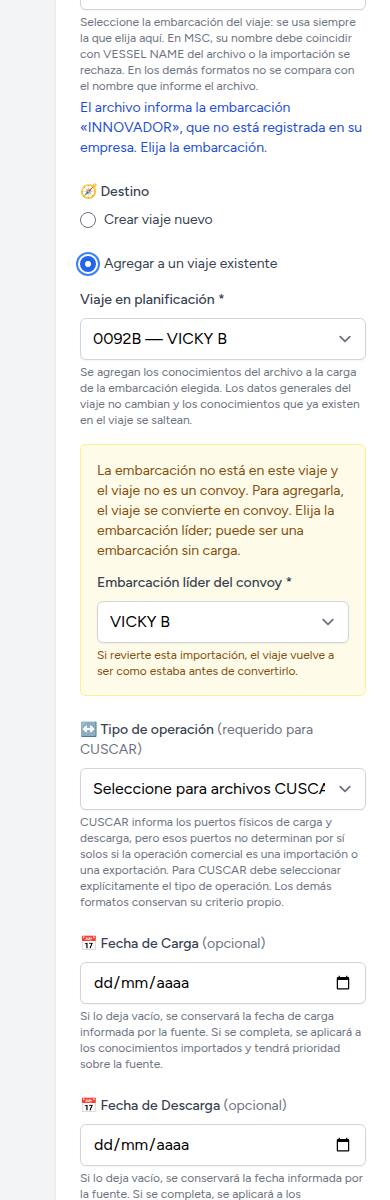 Seleccione la embarcación del viaje: se usa siempre
la que elija aquí. En MSC, su nombre debe coincidir
con VESSEL NAME del archivo o la importación se
rechaza. En los demás formatos no se compara con
el nombre que informe el archivo.
El archivo informa la embarcación
«INNOVADOR», que no está registrada en su
empresa. Elija la embarcación.
🧭 Destino
Crear viaje nuevo
Agregar a un viaje existente
Viaje en planificación *
0092B — VICKY B
Se agregan los conocimientos del archivo a la carga
de la embarcación elegida. Los datos generales del
viaje no cambian y los conocimientos que ya existen
en el viaje se saltean.
La embarcación no está en este viaje y
el viaje no es un convoy. Para agregarla,
el viaje se convierte en convoy. Elija la
embarcación líder; puede ser una
embarcación sin carga.
Embarcación líder del convoy *
VICKY B
Si revierte esta importación, el viaje vuelve a
ser como estaba antes de convertirlo.
↔️ Tipo de operación (requerido para
CUSCAR)
Seleccione para archivos CUSCA
CUSCAR informa los puertos físicos de carga y
descarga, pero esos puertos no determinan por sí
solos si la operación comercial es una importación o
una exportación. Para CUSCAR debe seleccionar
explícitamente el tipo de operación. Los demás
formatos conservan su criterio propio.
📅 Fecha de Carga (opcional)
dd/mm/aaaa
Si lo deja vacío, se conservará la fecha de carga
informada por la fuente. Si se completa, se aplicará a
los conocimientos importados y tendrá prioridad
sobre la fuente.
📅 Fecha de Descarga (opcional)
dd/mm/aaaa
Si lo deja vacío, se conservará la fecha informada por
la fuente. Si se completa, se aplicará a los